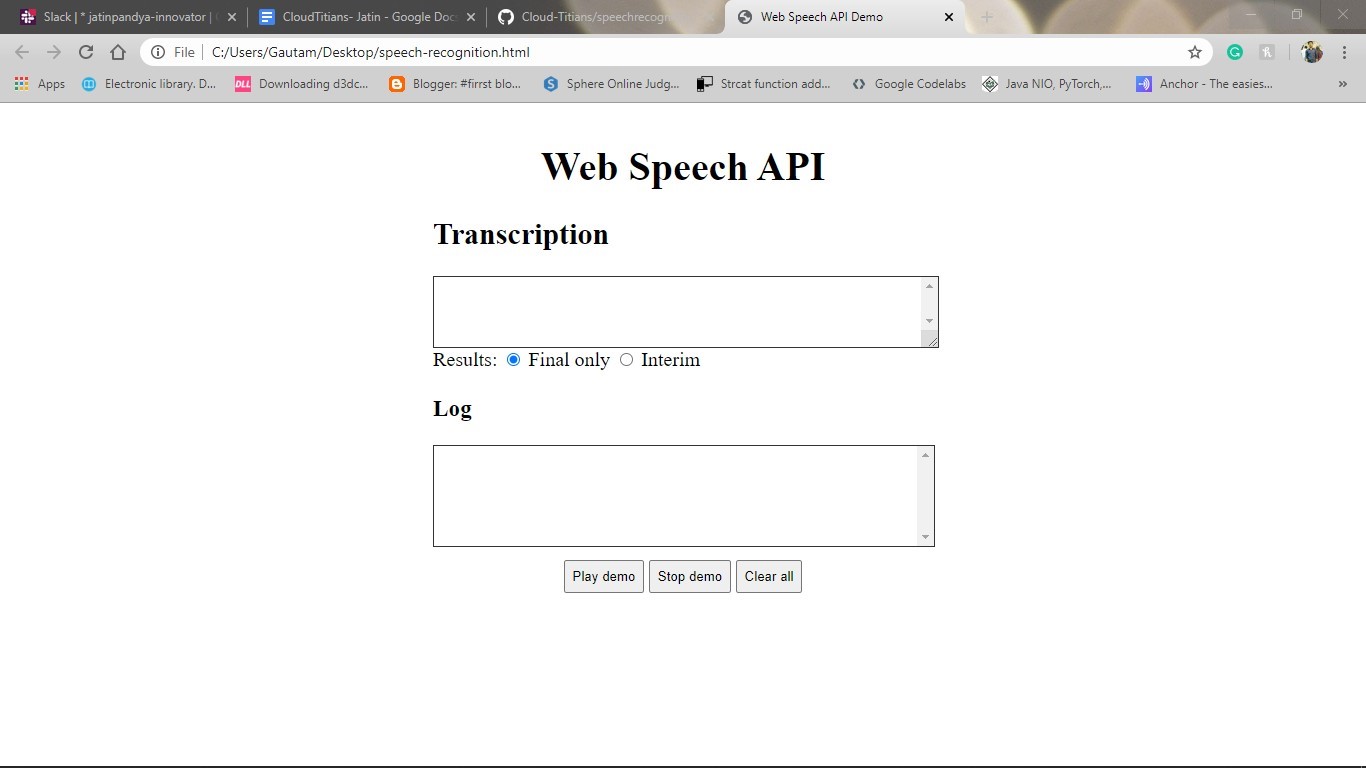 Slack | * jatinpandya-innovator |
CloudTitians- Jatin - Google Doc
Cloud-Titians/speechrecogn
Web Speech API Demo
File
C:/Users/Gautam/Desktop/speech-recognition.html
Apps
Electronic library. D...
DLL
Downloading d3dc...
Blogger: #firrst blo...
Sphere Online Judg...
Strcat function add...
Google Codelabs
Java NIO, PyTorch,...
Anchor - The easies...
Web Speech API
Transcription
Results: Final only Interim
Log
Play demo Stop demo Clear all